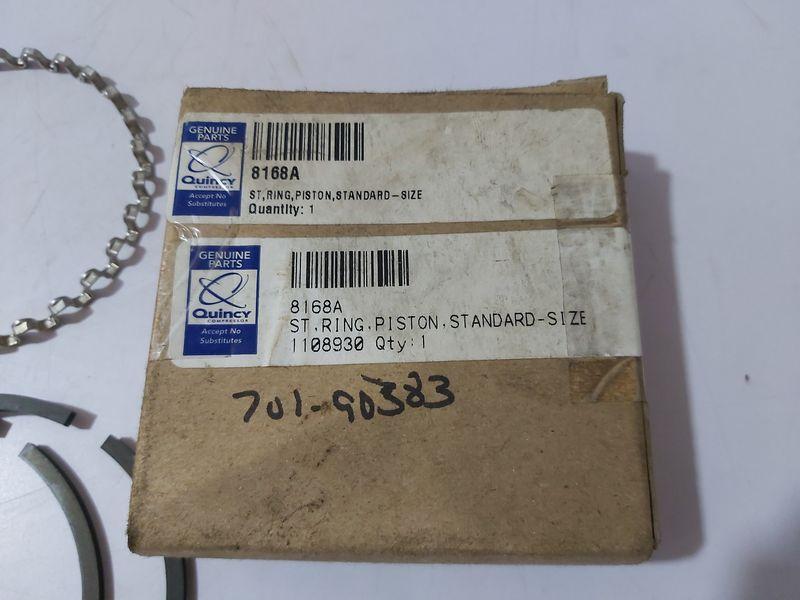 GENUINE
PARTS
Quincy
COMPRESSOR
Accept No
Substitutes
8168A
ST,RING,PISTON,STANDARD-SIZE
Quantity: 1
GENUINE
PARTS
Quincy
COMPRESSOR
Accept No
Substitutes
8168A
ST,RING,PISTON,STANDARD-SIZE
1108930 Qty:1
701-90383